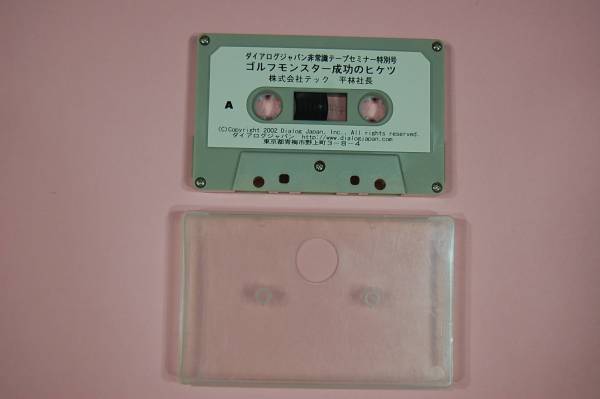 ダイアログジャパン非常識テープセミナー特別号
ゴルフモンスター成功のヒケツ
株式会社テック 平林社長
A
(C)Copyright 2002 Dialog Japan, Inc., All rights reserved.
ダイアログジャパン http://www.dialogjapan.com
東京都青梅市野上町3-8-4